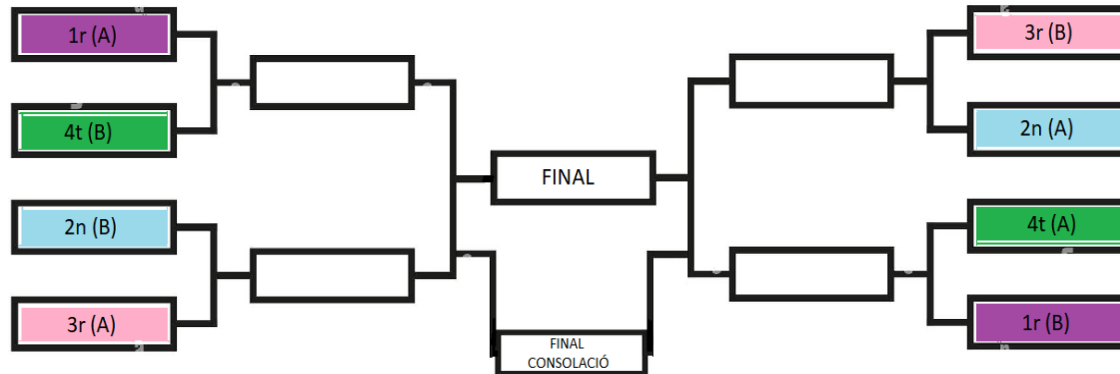 1r (A)
4t (B)
2n (B)
3r (A)
FINAL
FINAL
CONSOLACIÓ
3r (B)
2n (A)
4t (A)
1r (B)